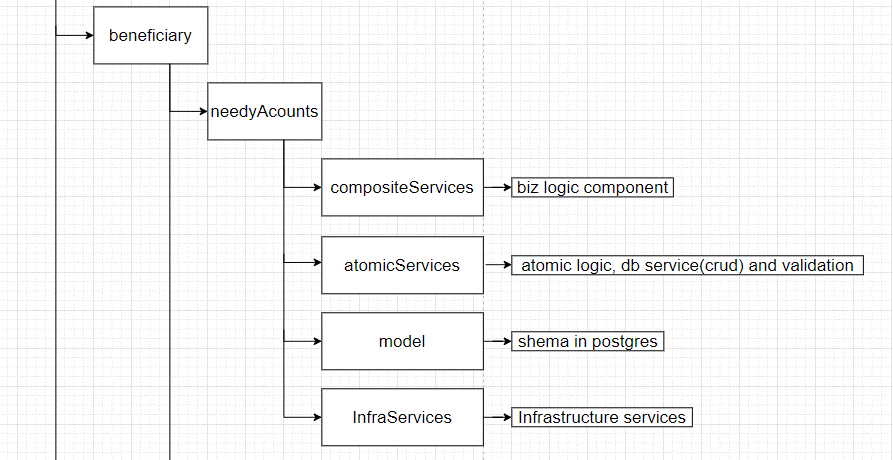 beneficiary
needyAcounts
compositeServices
biz logic component
atomicServices
atomic logic, db service(crud) and validation
model
shema in postgres
InfraServices
Infrastructure services